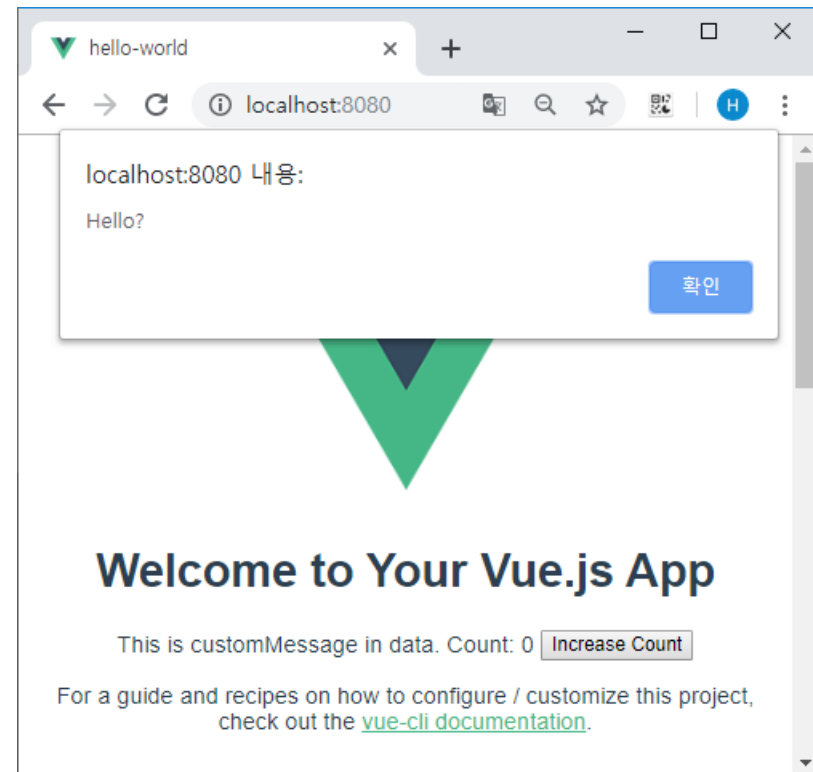 hello-world
localhost:8080
H
localhost:8080 내용:
Hello?
확인
Welcome to Your Vue.js App
This is customMessage in data. Count: 0 Increase Count
For a guide and recipes on how to configure / customize this project,
check out the vue-cli documentation.